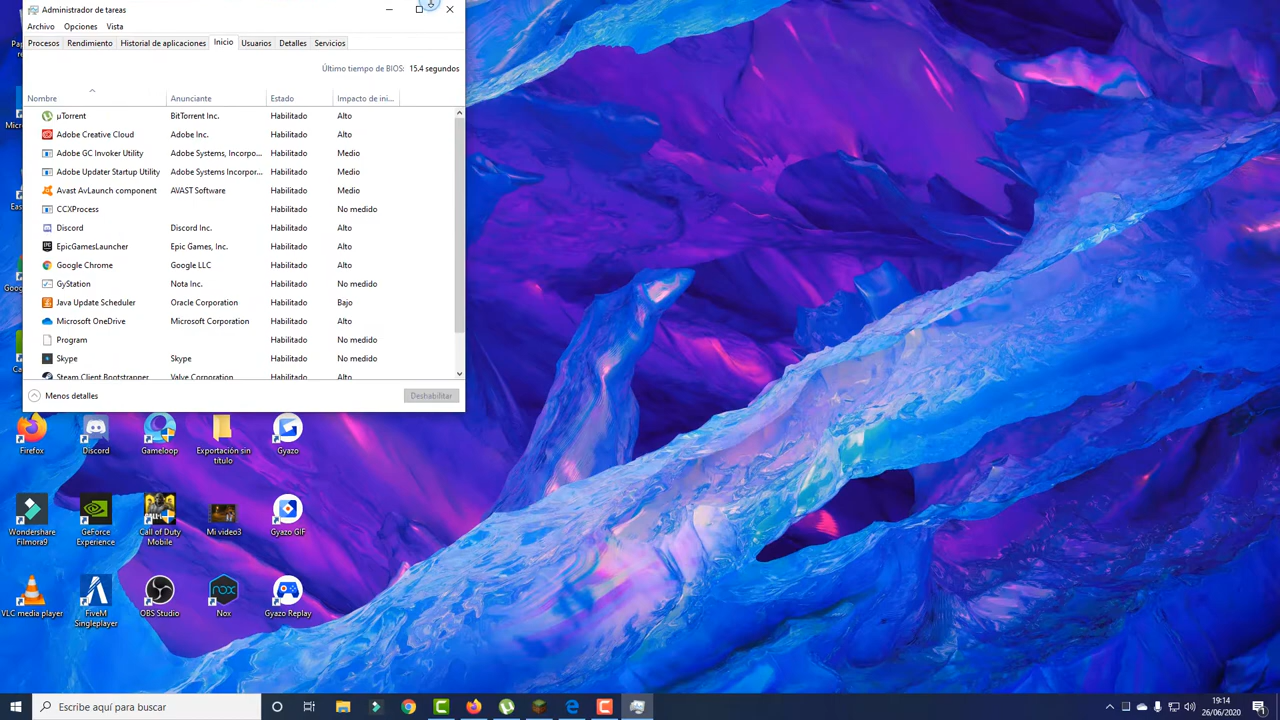 Administrador de tareas
Archivo Opciones Vista
Procesos Rendimiento Historial de aplicaciones Inicio Usuarios Detalles Servicios
Último tiempo de BIOS: 15.4 segundos
Nombre Anunciante Estado Impacto de ini...
µTorrent BitTorrent Inc. Habilitado Alto
Adobe Creative Cloud Adobe Inc. Habilitado Alto
Adobe GC Invoker Utility Adobe Systems, Incorpo... Habilitado Medio
Adobe Updater Startup Utility Adobe Systems Incorpor... Habilitado Medio
Avast AvLaunch component AVAST Software Habilitado Medio
CCXProcess Habilitado No medido
Discord Discord Inc. Habilitado Alto
EpicGamesLauncher Epic Games, Inc. Habilitado Alto
Google Chrome Google LLC Habilitado Alto
GyStation Nota Inc. Habilitado No medido
Java Update Scheduler Oracle Corporation Habilitado Bajo
Microsoft OneDrive Microsoft Corporation Habilitado Alto
Program Habilitado No medido
Skype Skype Habilitado No medido
Steam Client Bootstrapper Valve Corporation Habilitado Alto
Menos detalles Deshabilitar
Firefox Discord Gameloop Exportación sin
título Gyazo
Wondershare
Filmora9 GeForce
Experience Call of Duty
Mobile Mi video3 Gyazo GIF
VLC media player FiveM
Singleplayer OBS Studio Nox Gyazo Replay
Escribe aquí para buscar
19:14
26/06/2020